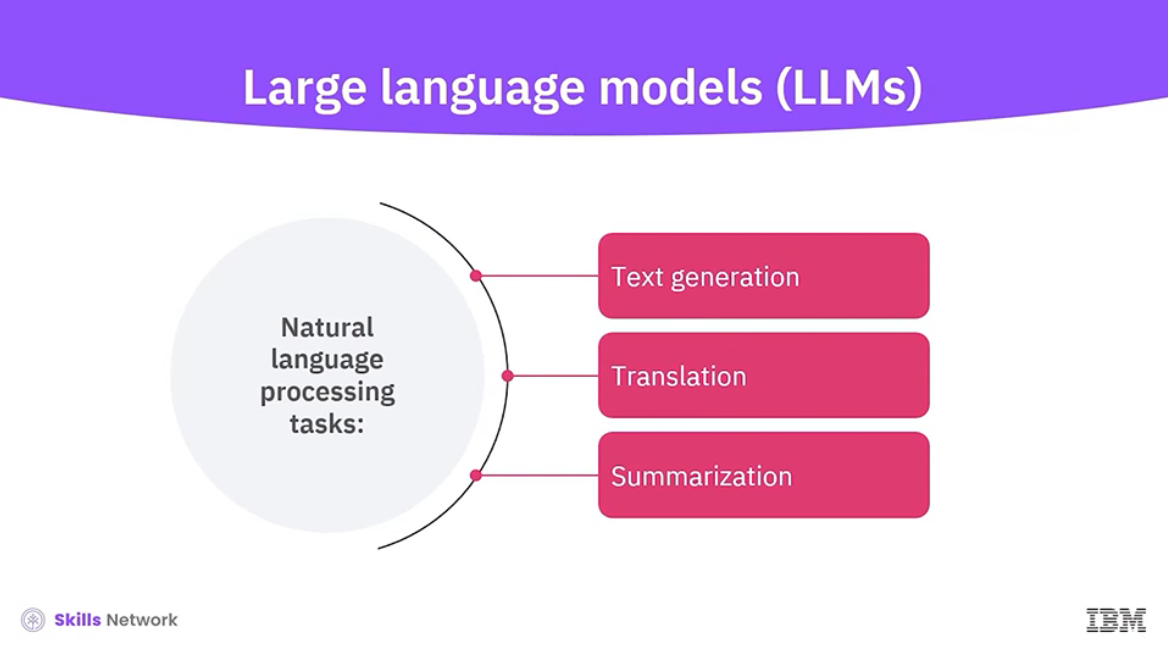 Large language models (LLMs)
Natural
language
processing
tasks:
Text generation
Translation
Summarization
Skills Network
IBM